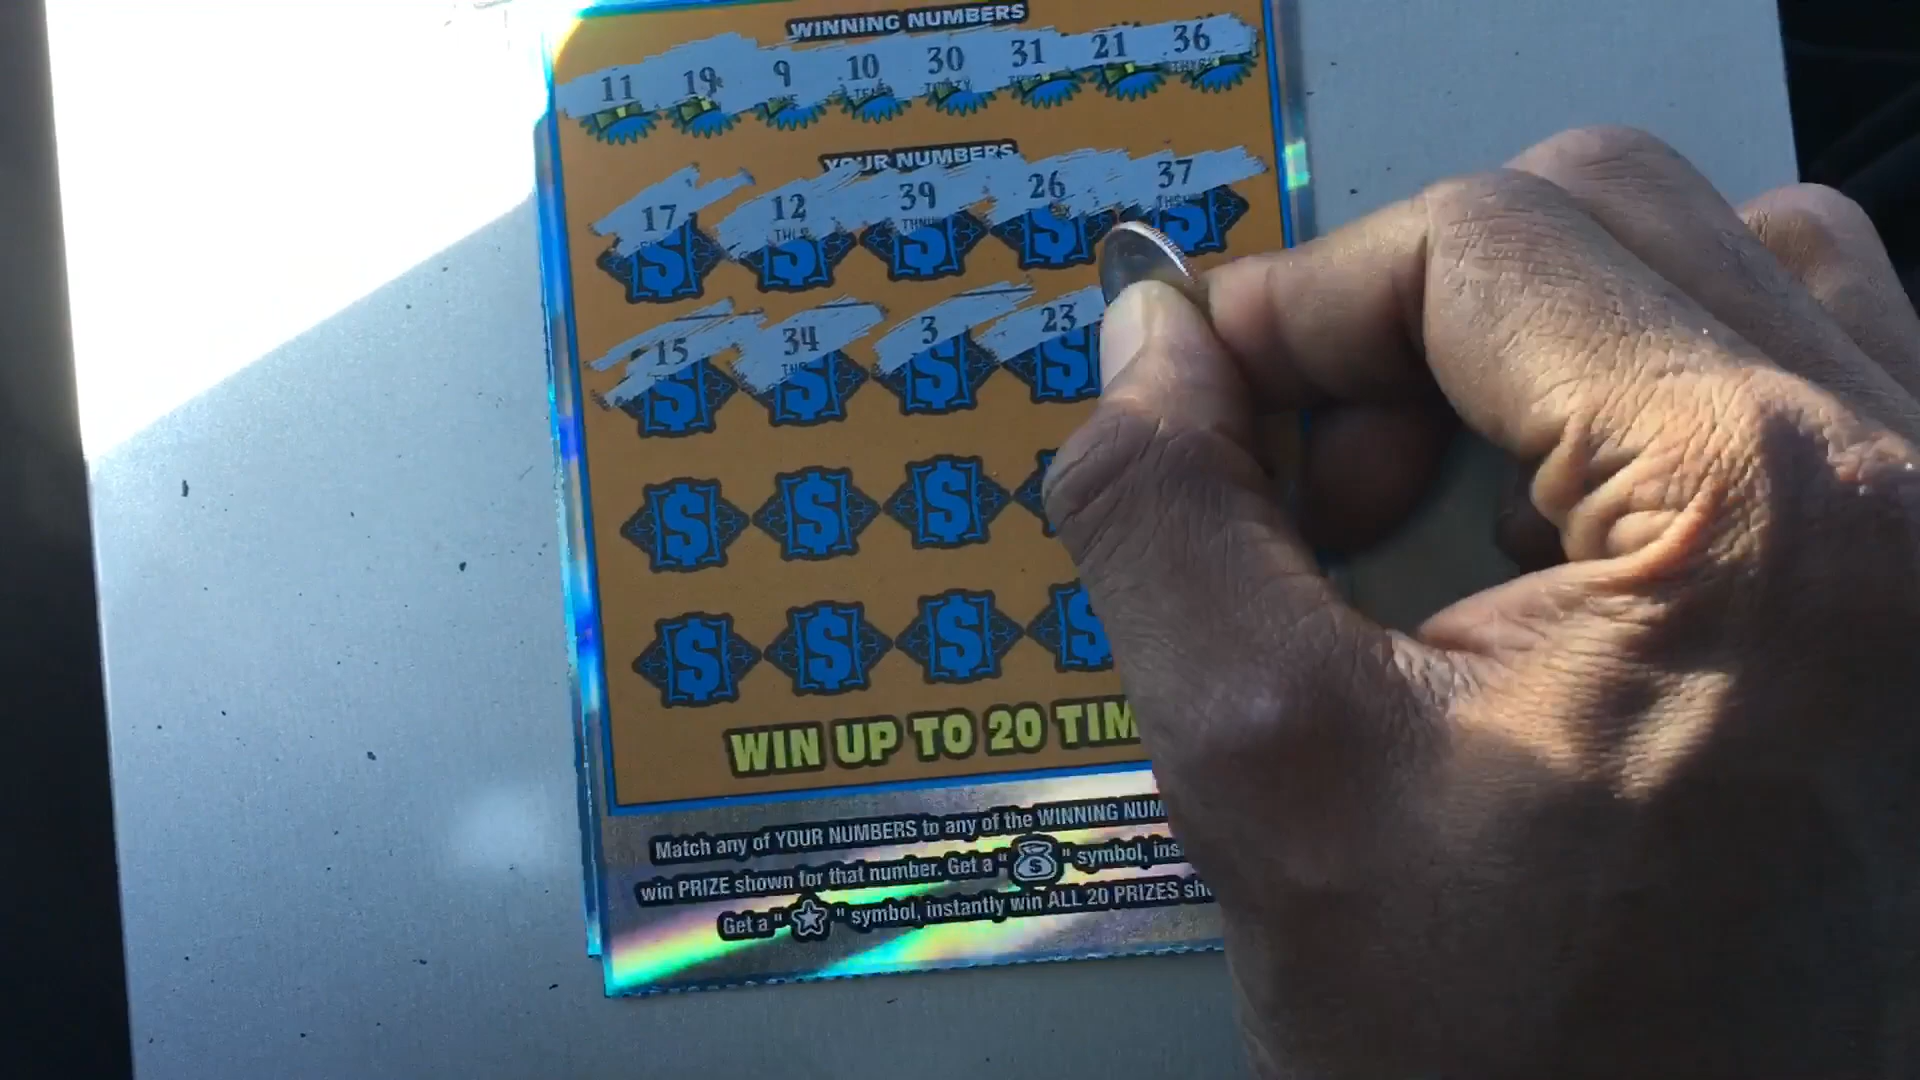 WINNING NUMBERS
11 19 9 10 30 31 21 36
YOUR NUMBERS
17 12 39 26 37
15 34 3 23
WIN UP TO 20 TIM
Match any of YOUR NUMBERS to any of the WINNING NUM
win PRIZE shown for that number. Get a "$" symbol, ins
Get a "☆" symbol, instantly win ALL 20 PRIZES sh